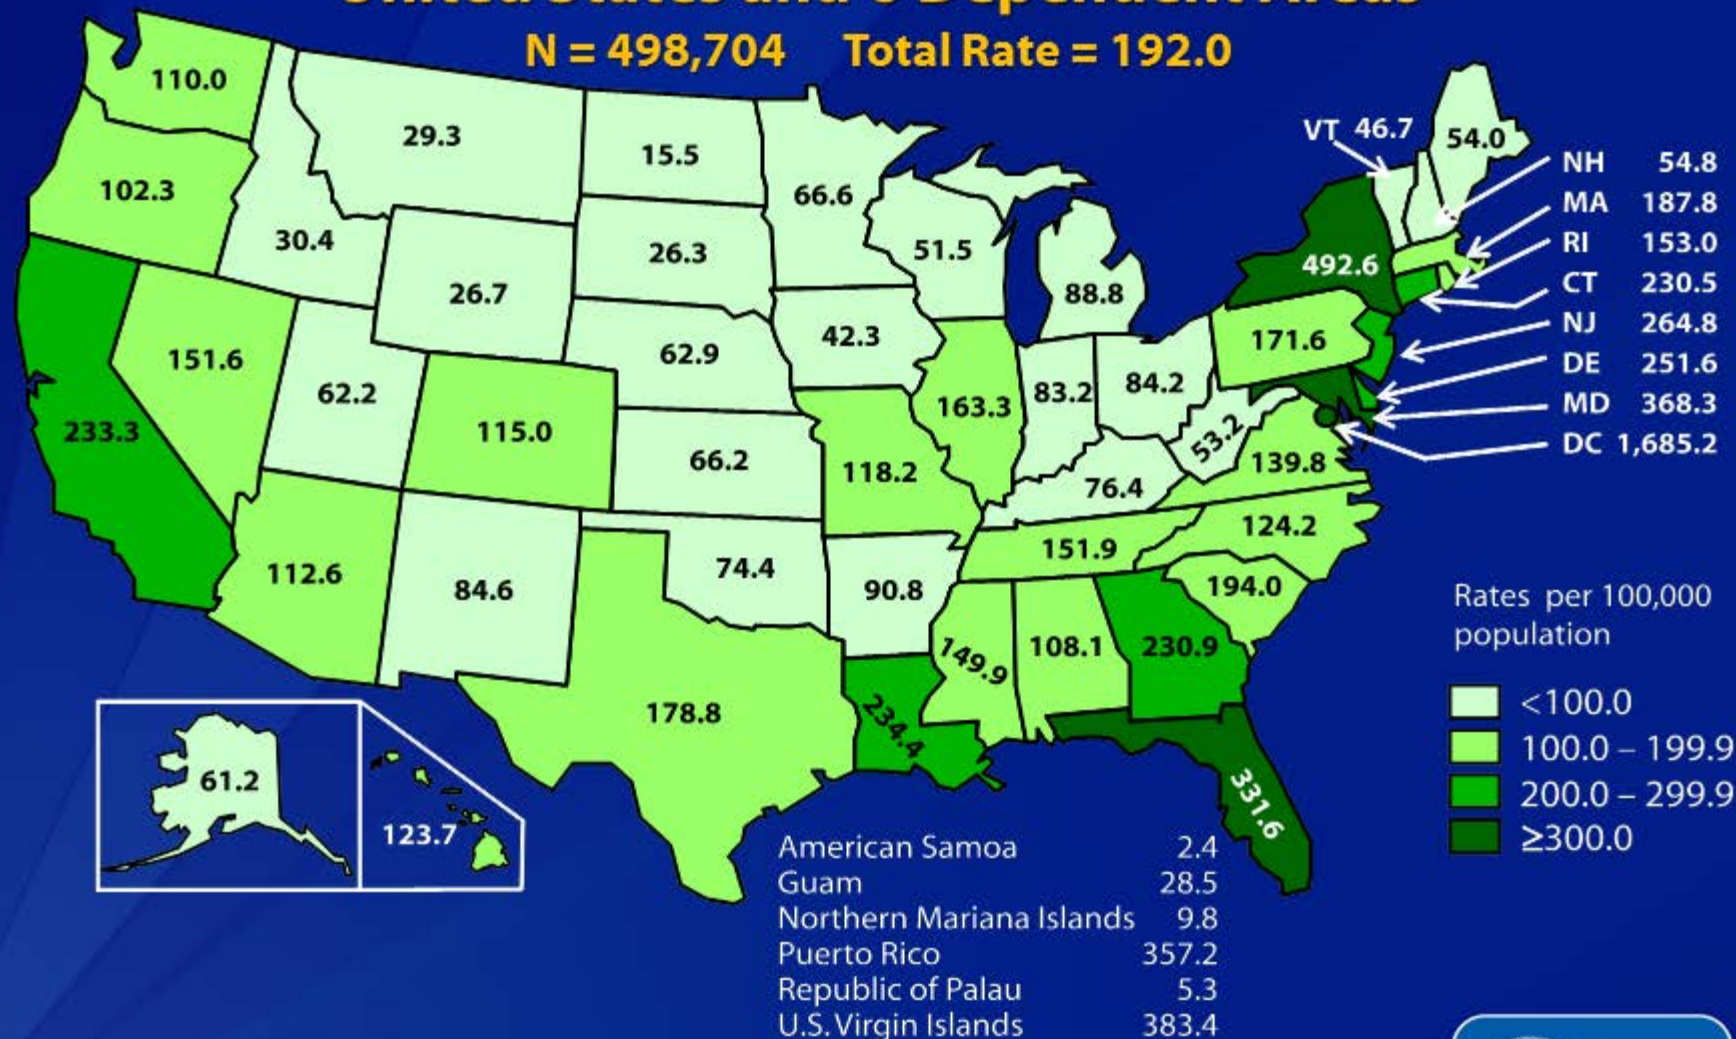 United States and 6 Dependent Areas
N = 498,704 Total Rate = 192.0
110.0
29.3
15.5
VT 46.7
54.0
NH 54.8
102.3
66.6
MA 187.8
30.4
26.3
51.5
RI 153.0
492.6
26.7
88.8
CT 230.5
NJ 264.8
151.6
62.9
42.3
171.6
DE 251.6
62.2
83.2
84.2
MD 368.3
233.3
115.0
163.3
53.2
DC 1,685.2
66.2
118.2
76.4
139.8
112.6
84.6
74.4
90.8
151.9
124.2
194.0
Rates per 100,000
population
149.9
108.1
230.9
178.8
234.4
<100.0
100.0 – 199.9
200.0 – 299.9
≥300.0
61.2
123.7
331.6
American Samoa 2.4
Guam 28.5
Northern Mariana Islands 9.8
Puerto Rico 357.2
Republic of Palau 5.3
U.S. Virgin Islands 383.4